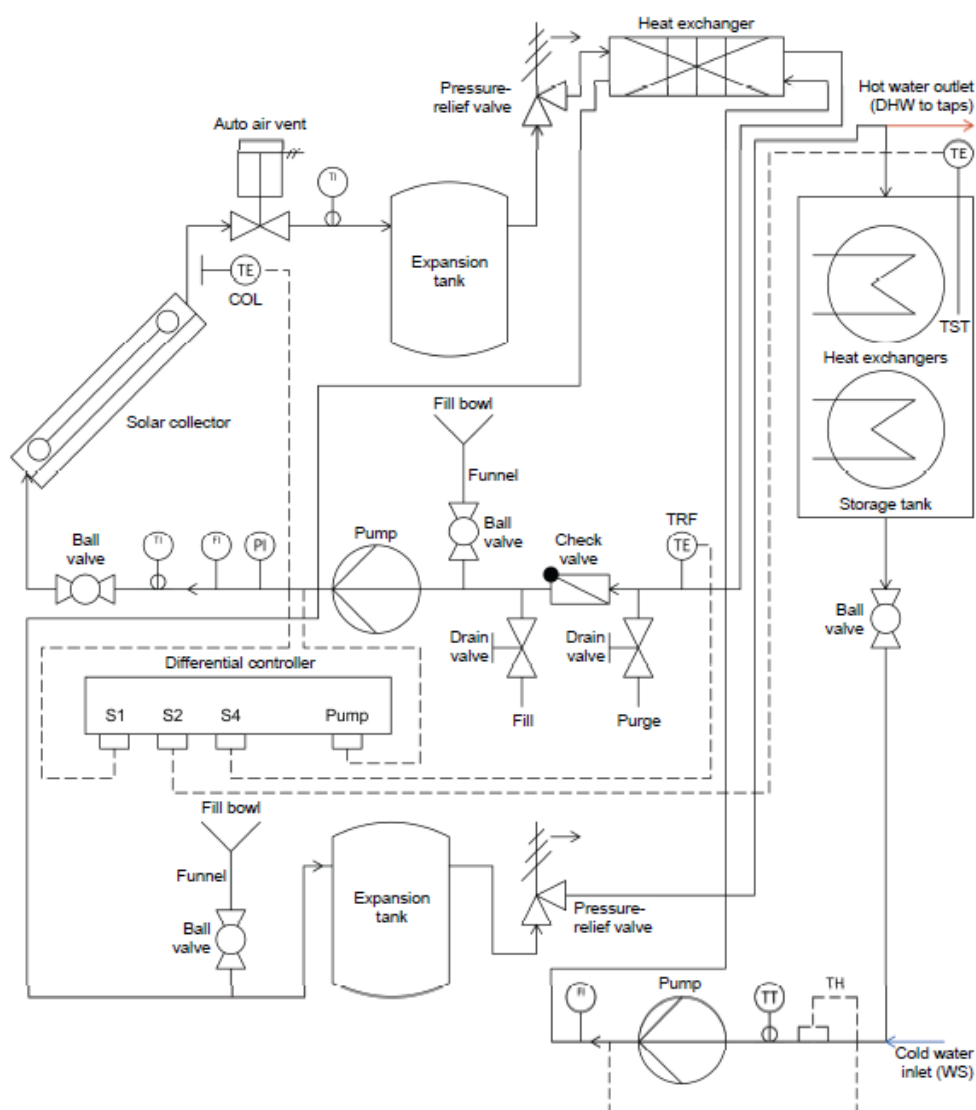 Heat exchanger
Pressure-
relief valve
Hot water outlet
(DHW to taps)
Auto air vent
TI
TE
Expansion
tank
TE
COL
TST
Heat exchangers
Fill bowl
Solar collector
Funnel
Storage tank
TRF
Pump
Ball
valve
Check
valve
Ball
valve
TI
FI
PI
TE
Ball
valve
Drain
valve
Drain
valve
Differential controller
S1
S2
S4
Pump
Fill
Purge
Fill bowl
Funnel
Expansion
tank
Pressure-
relief valve
Ball
valve
Pump
TH
FI
TT
Cold water
inlet (WS)